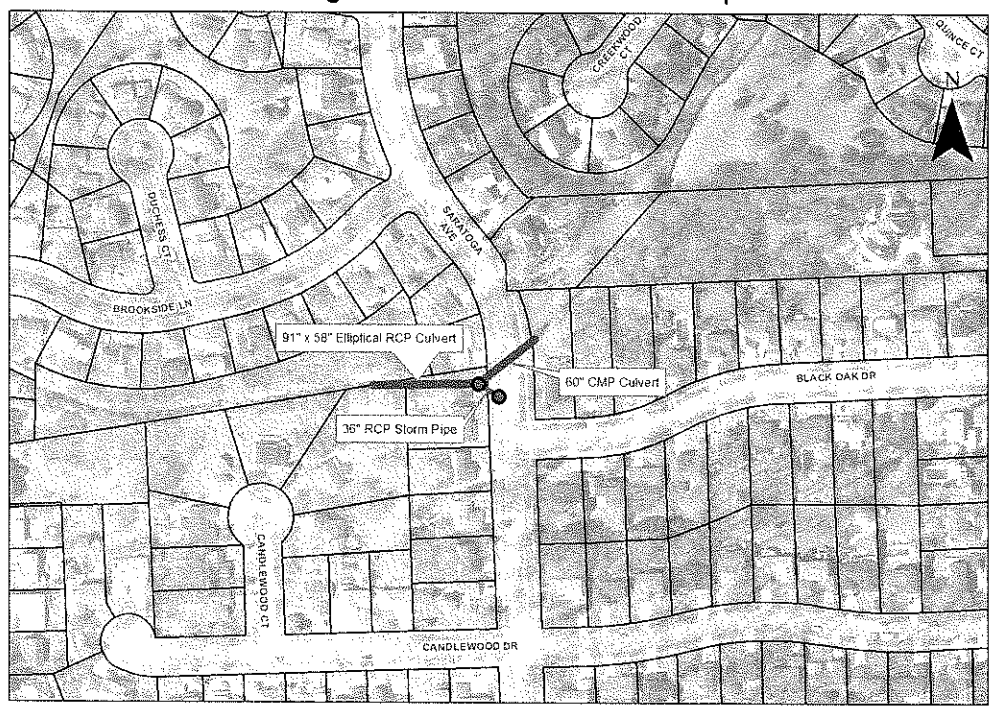 CREEKWOOD
CT
QUINCE CT
N
DUCHESS CT
SARATOGA
AVE
BROOKSIDE LN
91" x 58" Elliptical RCP Culvert
60" CMP Culvert
BLACK OAK DR
36" RCP Storm Pipe
CANDLEWOOD CT
CANDLEWOOD DR